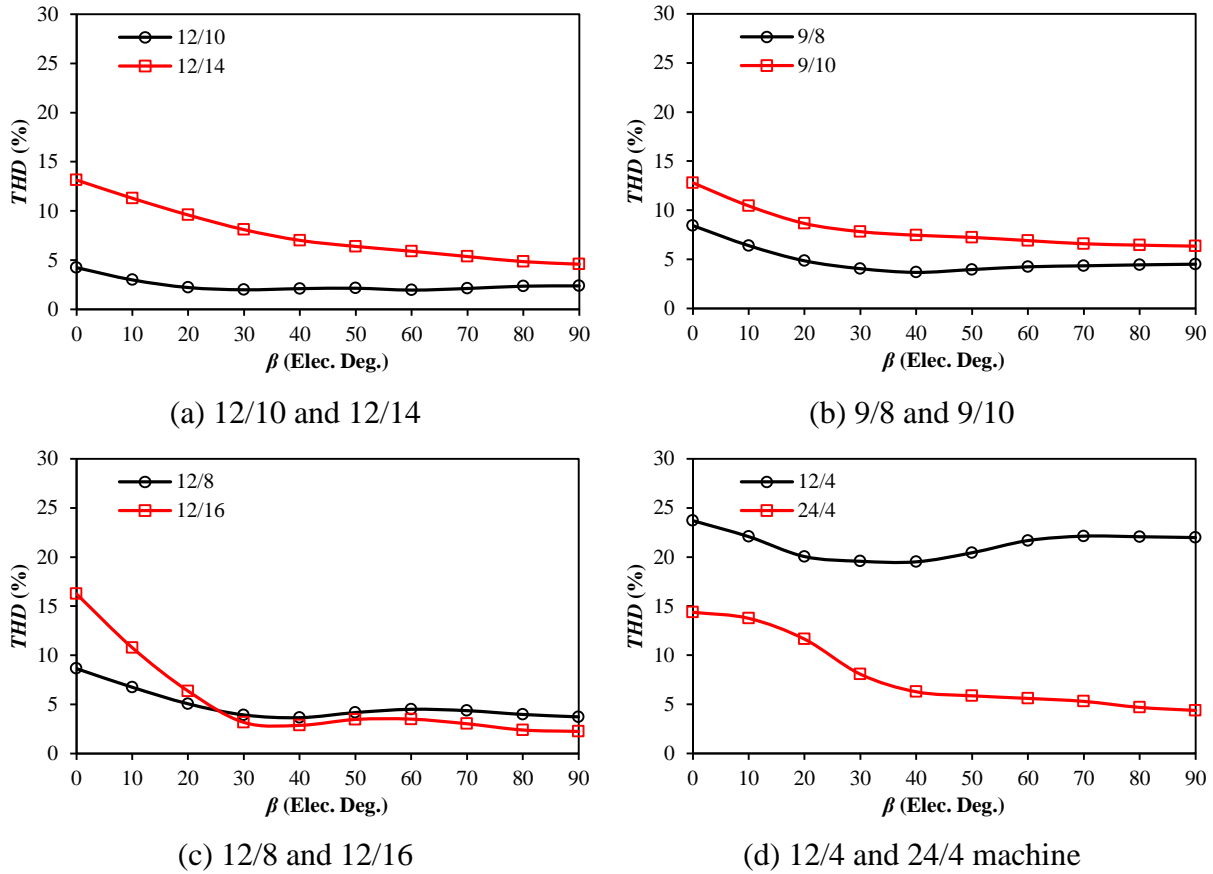 30
25
20
15
10
5
0
THD (%)
12/10
12/14
0 10 20 30 40 50 60 70 80 90
β (Elec. Deg.)
(a) 12/10 and 12/14
30
25
20
15
10
5
0
THD (%)
9/8
9/10
0 10 20 30 40 50 60 70 80 90
β (Elec. Deg.)
(b) 9/8 and 9/10
30
25
20
15
10
5
0
THD (%)
12/8
12/16
0 10 20 30 40 50 60 70 80 90
β (Elec. Deg.)
(c) 12/8 and 12/16
30
25
20
15
10
5
0
THD (%)
12/4
24/4
0 10 20 30 40 50 60 70 80 90
β (Elec. Deg.)
(d) 12/4 and 24/4 machine